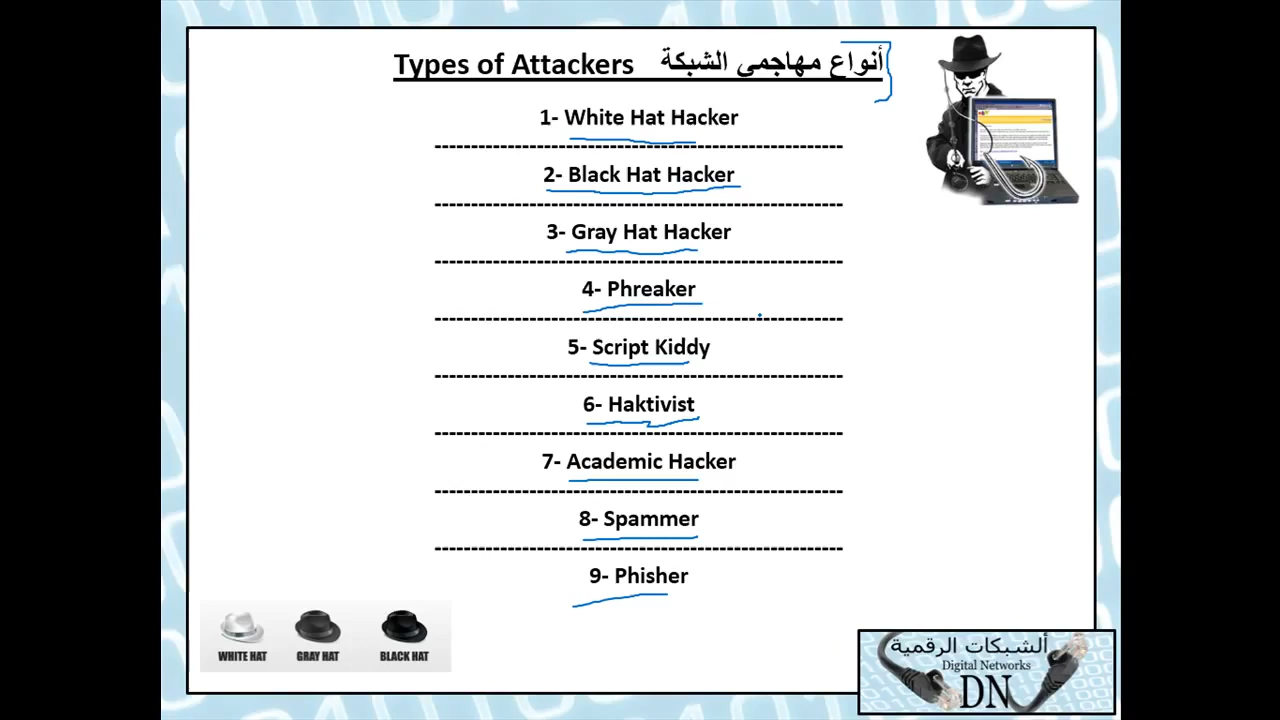 Types of Attackers أنواع مهاجمى الشبكة
1- White Hat Hacker
2- Black Hat Hacker
3- Gray Hat Hacker
4- Phreaker
5- Script Kiddy
6- Haktivist
7- Academic Hacker
8- Spammer
9- Phisher
WHITE HAT GRAY HAT BLACK HAT
ألشبكات الرقمية
Digital Networks
DN